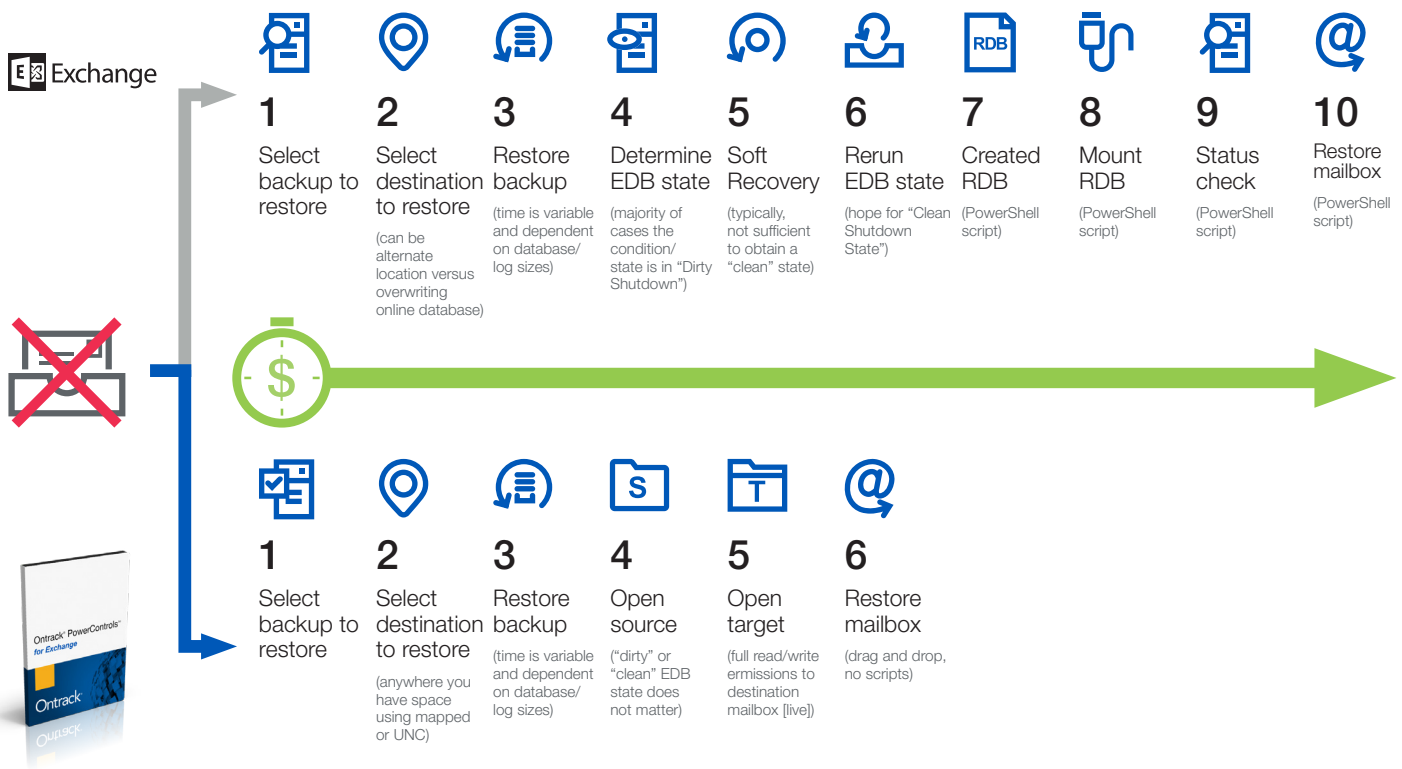 E
Exchange
RDB
1
Select
backup to
restore
2
Select
destination
to restore
(can be
alternate
location versus
overwriting
online database)
3
Restore
backup
(time is variable
and dependent
on database/
log sizes)
4
Determine
EDB state
(majority of
cases the
condition/
state is in “Dirty
Shutdown”)
5
Soft
Recovery
(typically,
not sufficient
to obtain a
“clean” state)
6
Rerun
EDB state
(hope for “Clean
Shutdown
State”)
7
Created
RDB
(PowerShell
script)
8
Mount
RDB
(PowerShell
script)
9
Status
check
(PowerShell
script)
10
Restore
mailbox
(PowerShell
script)
@
$
S
T
@
1
Select
backup to
restore
2
Select
destination
to restore
(anywhere you
have space
using mapped
or UNC)
3
Restore
backup
(time is variable
and dependent
on database/
log sizes)
4
Open
source
(“dirty” or
“clean” EDB
state does
not matter)
5
Open
target
(full read/write
ermissions to
destination
mailbox [live])
6
Restore
mailbox
(drag and drop,
no scripts)
Ontrack® PowerControls™
for Exchange
Ontrack